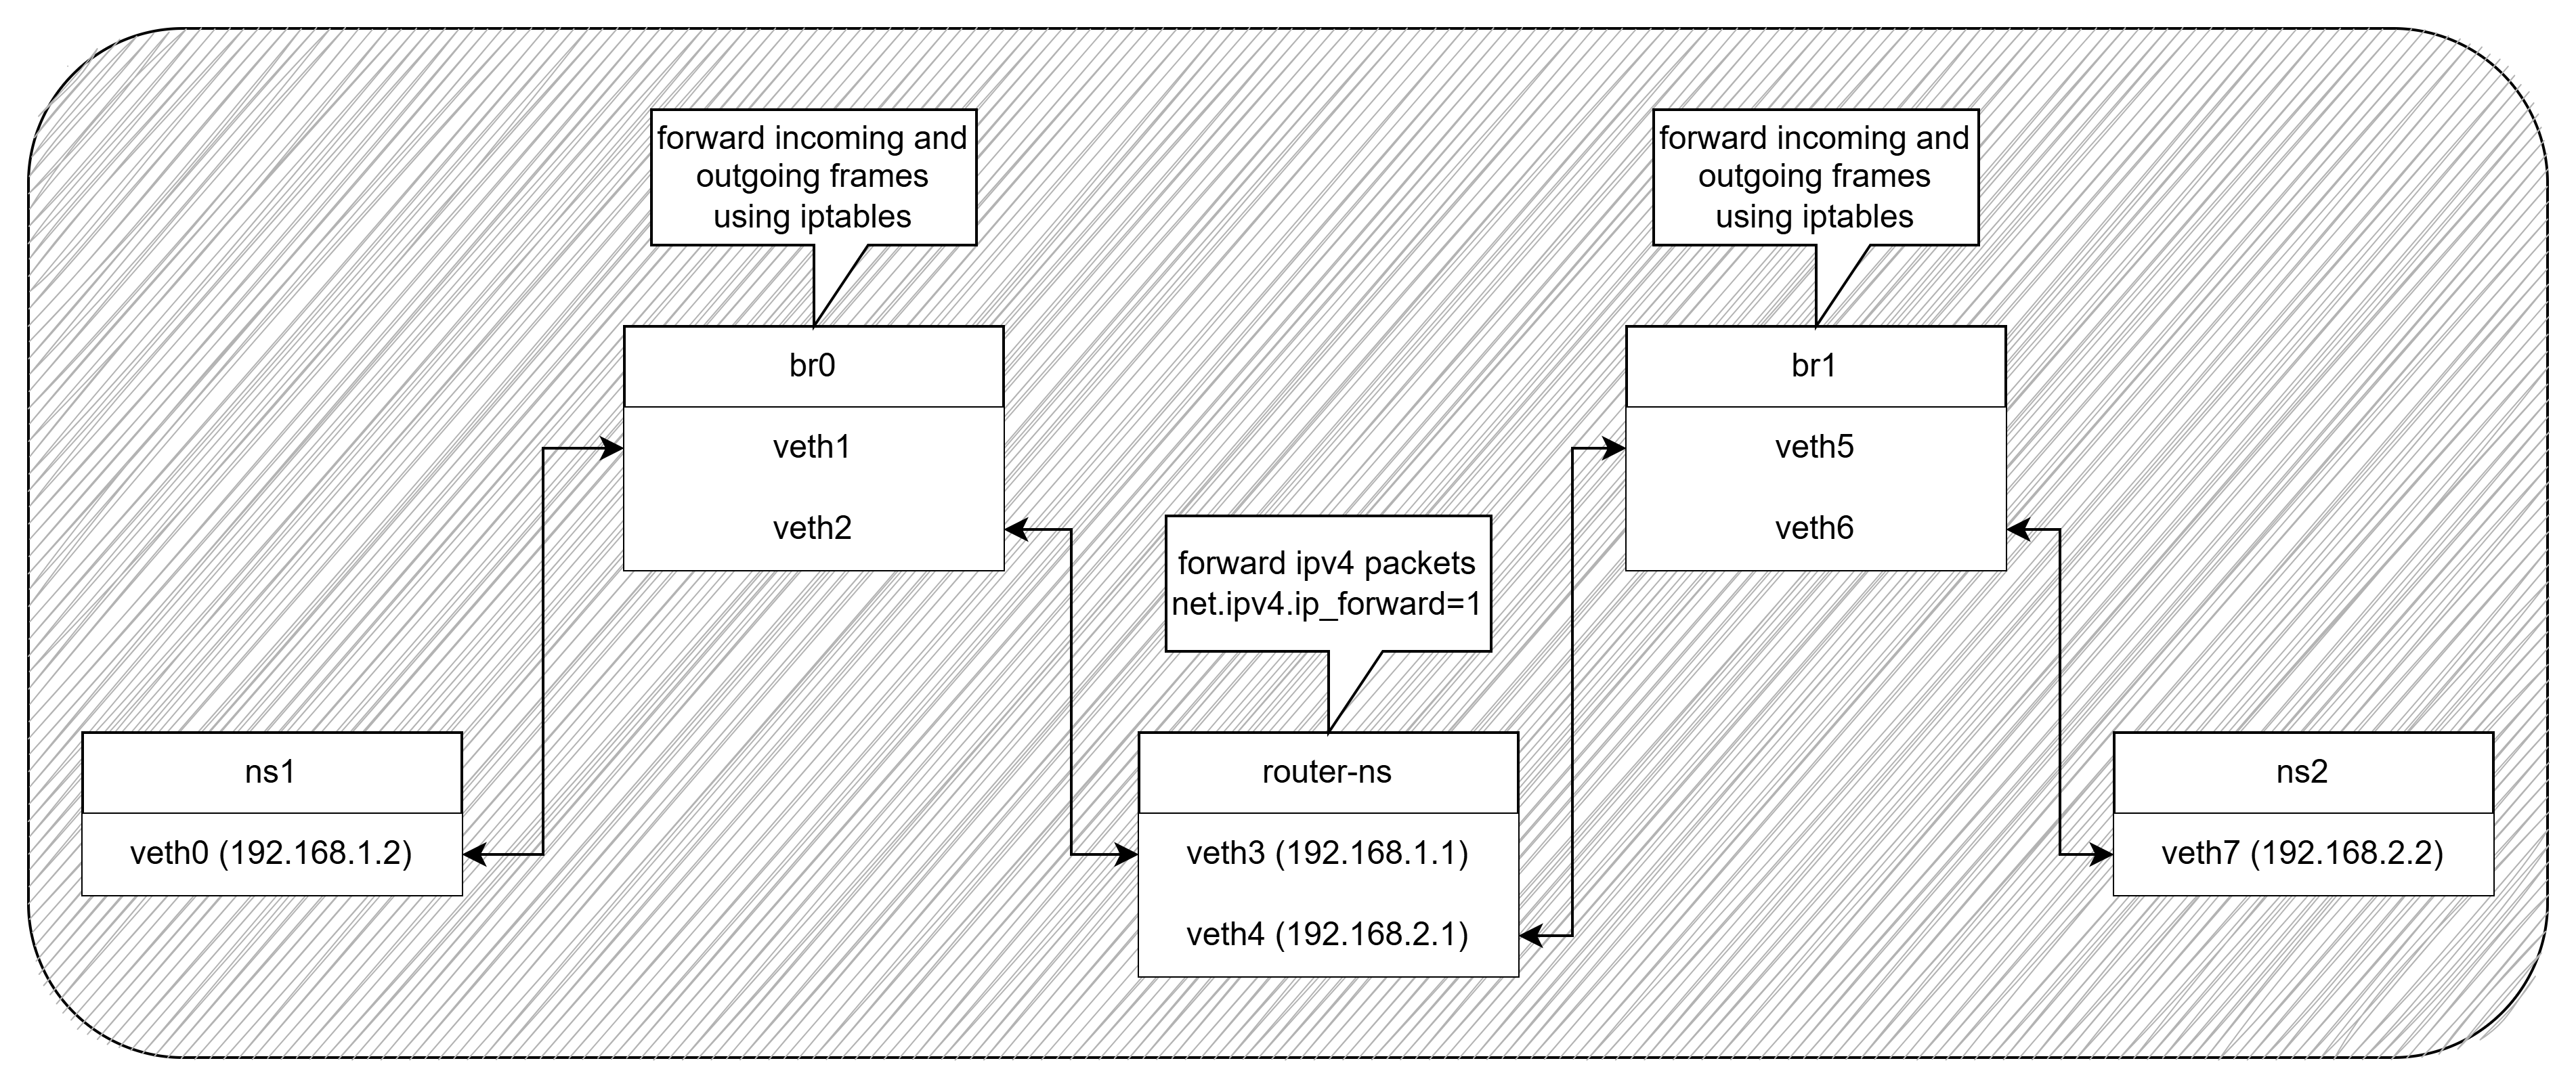 forward incoming and
outgoing frames
using iptables
forward incoming and
outgoing frames
using iptables
br0
veth1
veth2
br1
veth5
veth6
forward ipv4 packets
net.ipv4.ip_forward=1
ns1
veth0 (192.168.1.2)
router-ns
veth3 (192.168.1.1)
veth4 (192.168.2.1)
ns2
veth7 (192.168.2.2)